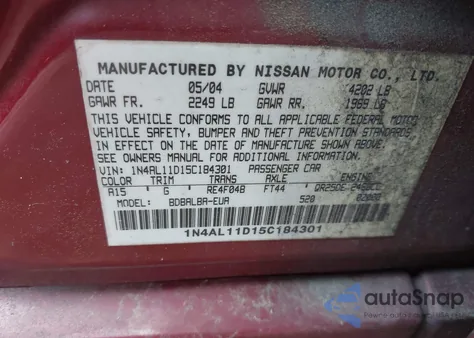 MANUFACTURED BY NISSAN MOTOR CO., LTD.
DATE 05/04 GVWR 4202 LB
GAWR FR. 2249 LB GAWR RR. 1989 LB
THIS VEHICLE CONFORMS TO ALL APPLICABLE FEDERAL MOTOR
VEHICLE SAFETY, BUMPER AND THEFT PREVENTION STANDARDS
IN EFFECT ON THE DATE OF MANUFACTURE SHOWN ABOVE.
SEE OWNERS MANUAL FOR ADDITIONAL INFORMATION.
VIN: 1N4AL11D15C184301 PASSENGER CAR
COLOR TRIM TRANS AXLE ENGINE
A15 G RE4F04B FT44 QR25DE
MODEL: BDBALBA-EUA 520
1N4AL11D15C184301
autoSnap